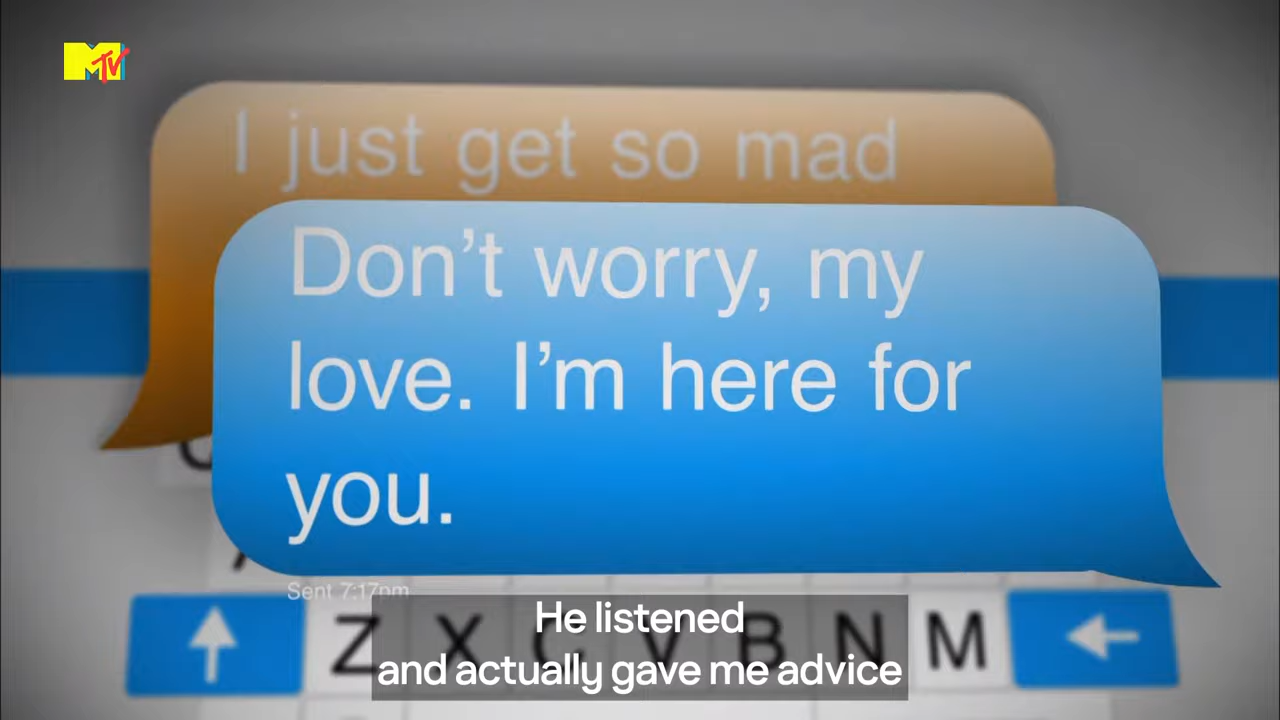 MTV
I just get so mad
Don't worry, my
love. I'm here for
you.
Sent 7:17pm
Z X C V B N M
He listened
and actually gave me advice